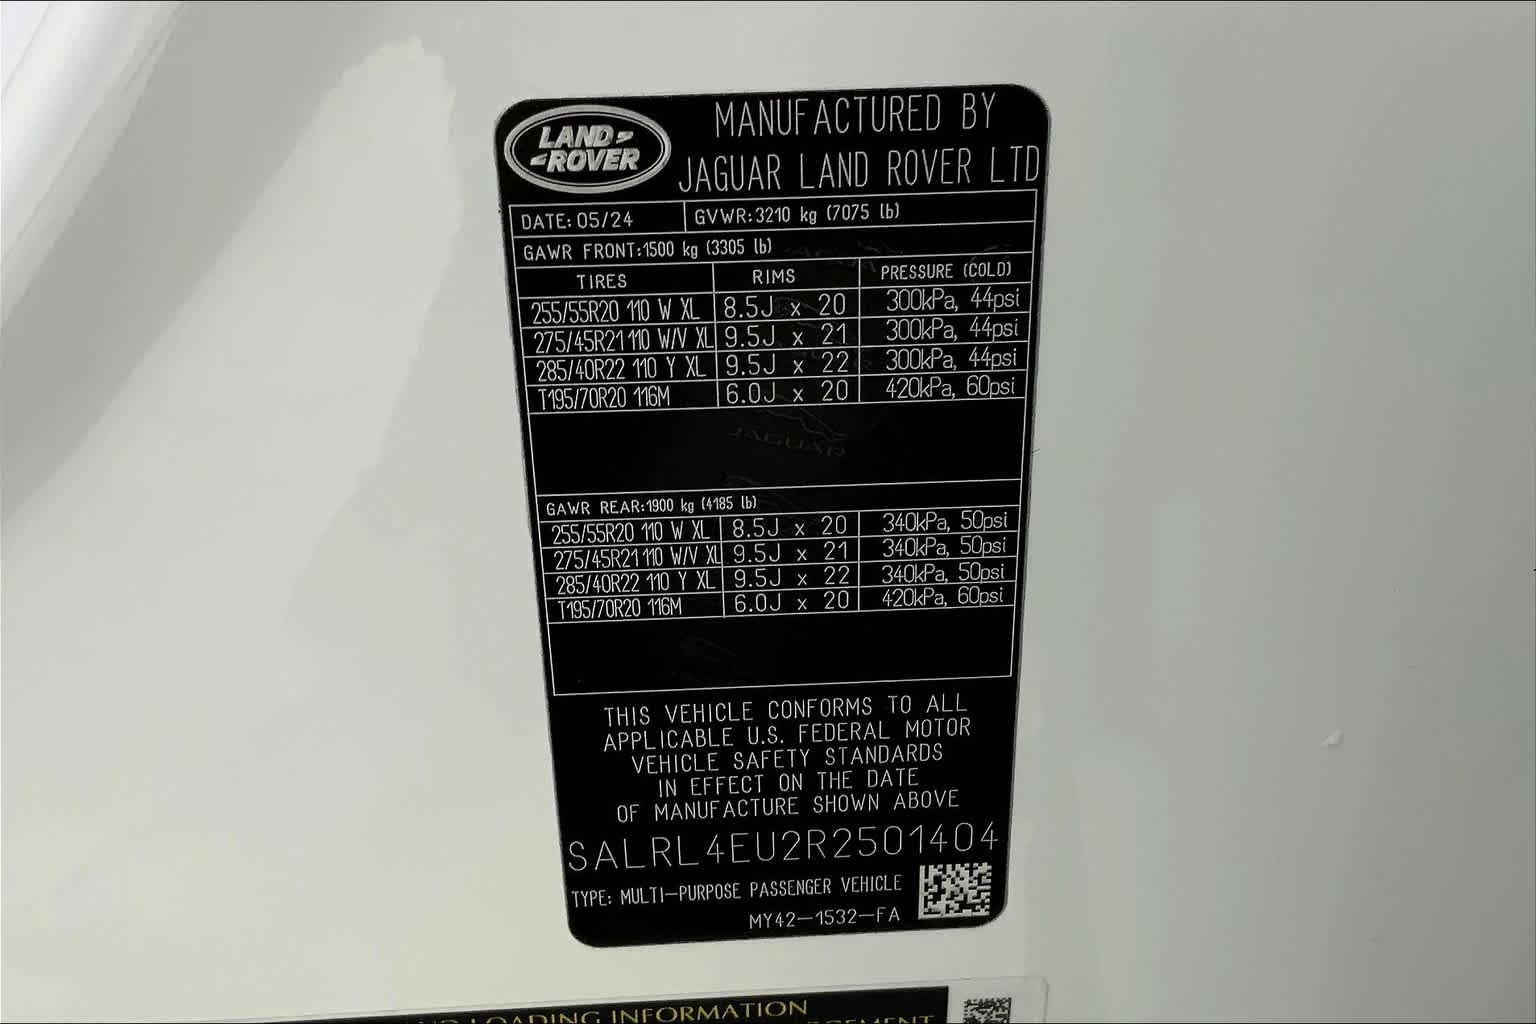 LAND-
-ROVER
MANUFACTURED BY
JAGUAR LAND ROVER LTD
DATE: 05/24 GVWR: 3210 kg (7075 lb)
GAWR FRONT: 1500 kg (3305 lb)
TIRES RIMS PRESSURE (COLD)
255/55R20 110 W XL 8.5J x 20 300kPa, 44psi
275/45R21 110 W/V XL 9.5J x 21 300kPa, 44psi
285/40R22 110 Y XL 9.5J x 22 300kPa, 44psi
T195/70R20 116M 6.0J x 20 420kPa, 60psi
JAGUAR
GAWR REAR: 1900 kg (4185 lb)
255/55R20 110 W XL 8.5J x 20 340kPa, 50psi
275/45R21 110 W/V XL 9.5J x 21 340kPa, 50psi
285/40R22 110 Y XL 9.5J x 22 340kPa, 50psi
T195/70R20 116M 6.0J x 20 420kPa, 60psi
THIS VEHICLE CONFORMS TO ALL
APPLICABLE U.S. FEDERAL MOTOR
VEHICLE SAFETY STANDARDS
IN EFFECT ON THE DATE
OF MANUFACTURE SHOWN ABOVE
SALRL4EU2R2501404
TYPE: MULTI-PURPOSE PASSENGER VEHICLE
MY42-1532-FA
LOADING INFORMATION